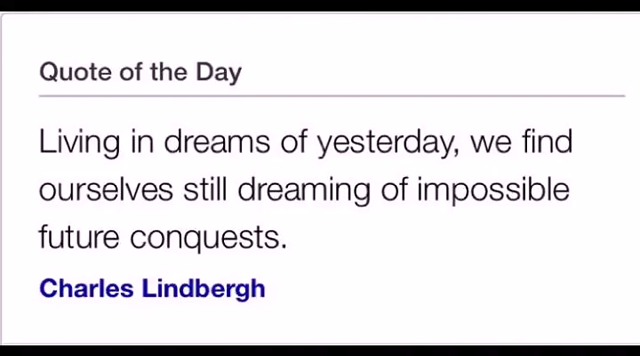 Quote of the Day
Living in dreams of yesterday, we find
ourselves still dreaming of impossible
future conquests.
Charles Lindbergh